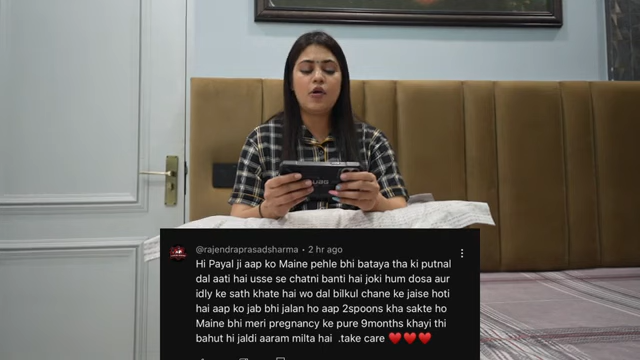 @rajendraprasadsharma • 2 hr ago
Hi Payal ji aap ko Maine pehle bhi bataya tha ki putnal
dal aati hai usse se chatni banti hai joki hum dosa aur
idly ke sath khate hai wo dal bilkul chane ke jaise hoti
hai aap ko jab bhi jalan ho aap 2spoons kha sakte ho
Maine bhi meri pregnancy ke pure 9months khayi thi
bahut hi jaldi aaram milta hai .take care ❤️❤️❤️